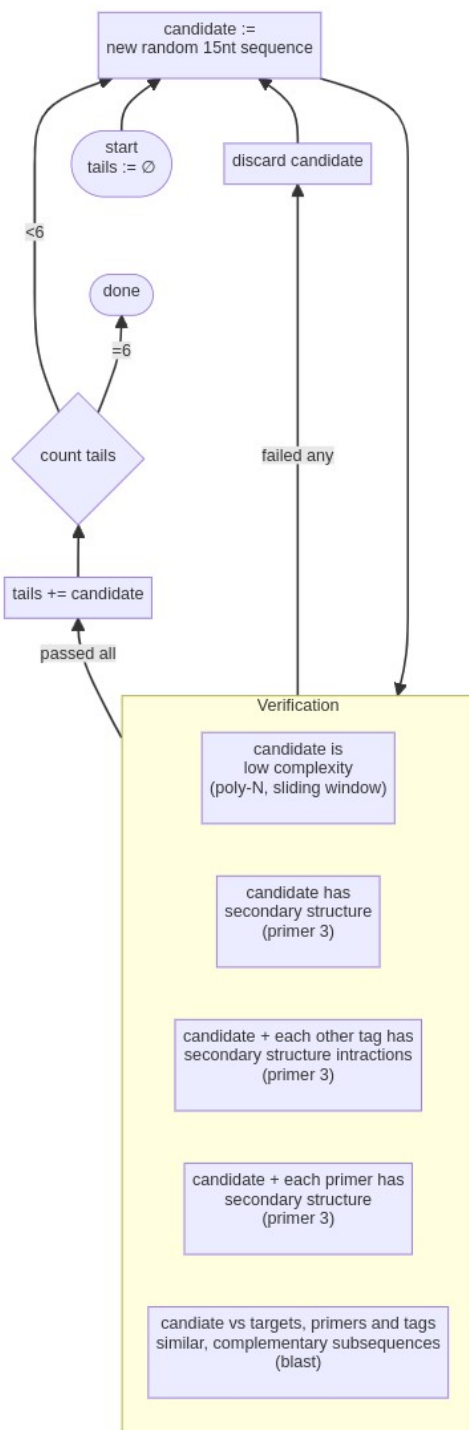 candidate :=
new random 15nt sequence
start
tails := ∅
discard candidate
<6
done
=6
count tails
failed any
tails += candidate
passed all
Verification
candidate is
low complexity
(poly-N, sliding window)
candidate has
secondary structure
(primer 3)
candidate + each other tag has
secondary structure intractions
(primer 3)
candidate + each primer has
secondary structure
(primer 3)
candiate vs targets, primers and tags
similar, complementary subsequences
(blast)